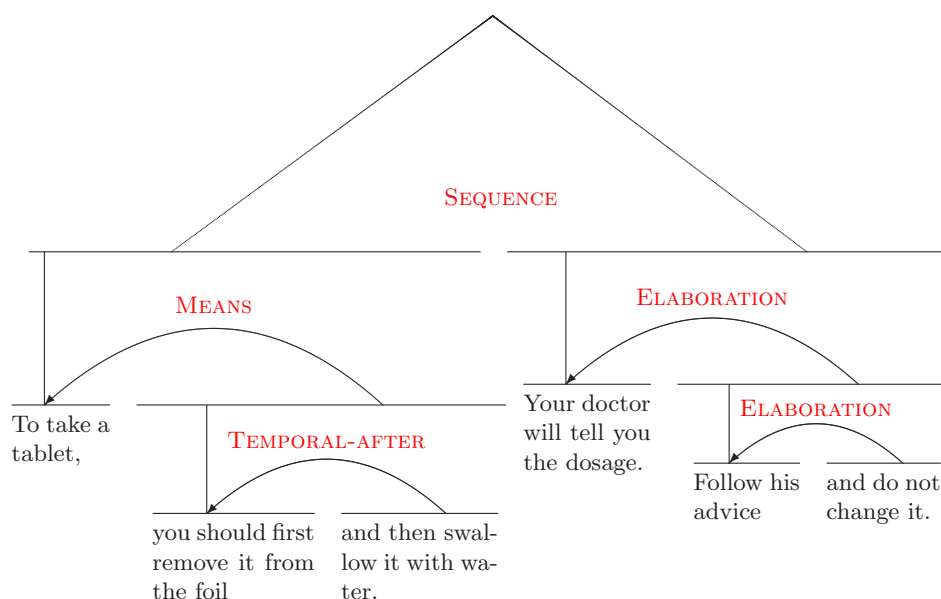 SEQUENCE
MEANS
ELABORATION
To take a
tablet,
TEMPORAL-AFTER
you should first
remove it from
the foil
and then swal-
low it with wa-
ter.
Your doctor
will tell you
the dosage.
ELABORATION
Follow his
advice
and do not
change it.